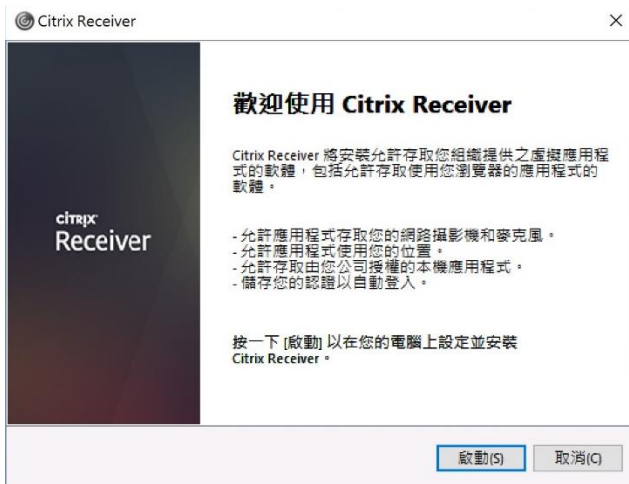 Citrix Receiver
歡迎使用 Citrix Receiver
Citrix Receiver 將安裝允許存取您組織提供之虛擬應用程
式的軟體，包括允許存取使用您瀏覽器的應用程式的
軟體。
CITRIX
Receiver
- 允許應用程式存取您的網路攝影機和麥克風。
- 允許應用程式使用您的位置。
- 允許存取由您公司授權的本機應用程式。
- 儲存您的認證以自動登入。
按一下 [啟動] 以在您的電腦上設定並安裝
Citrix Receiver。
啟動(S)
取消(C)